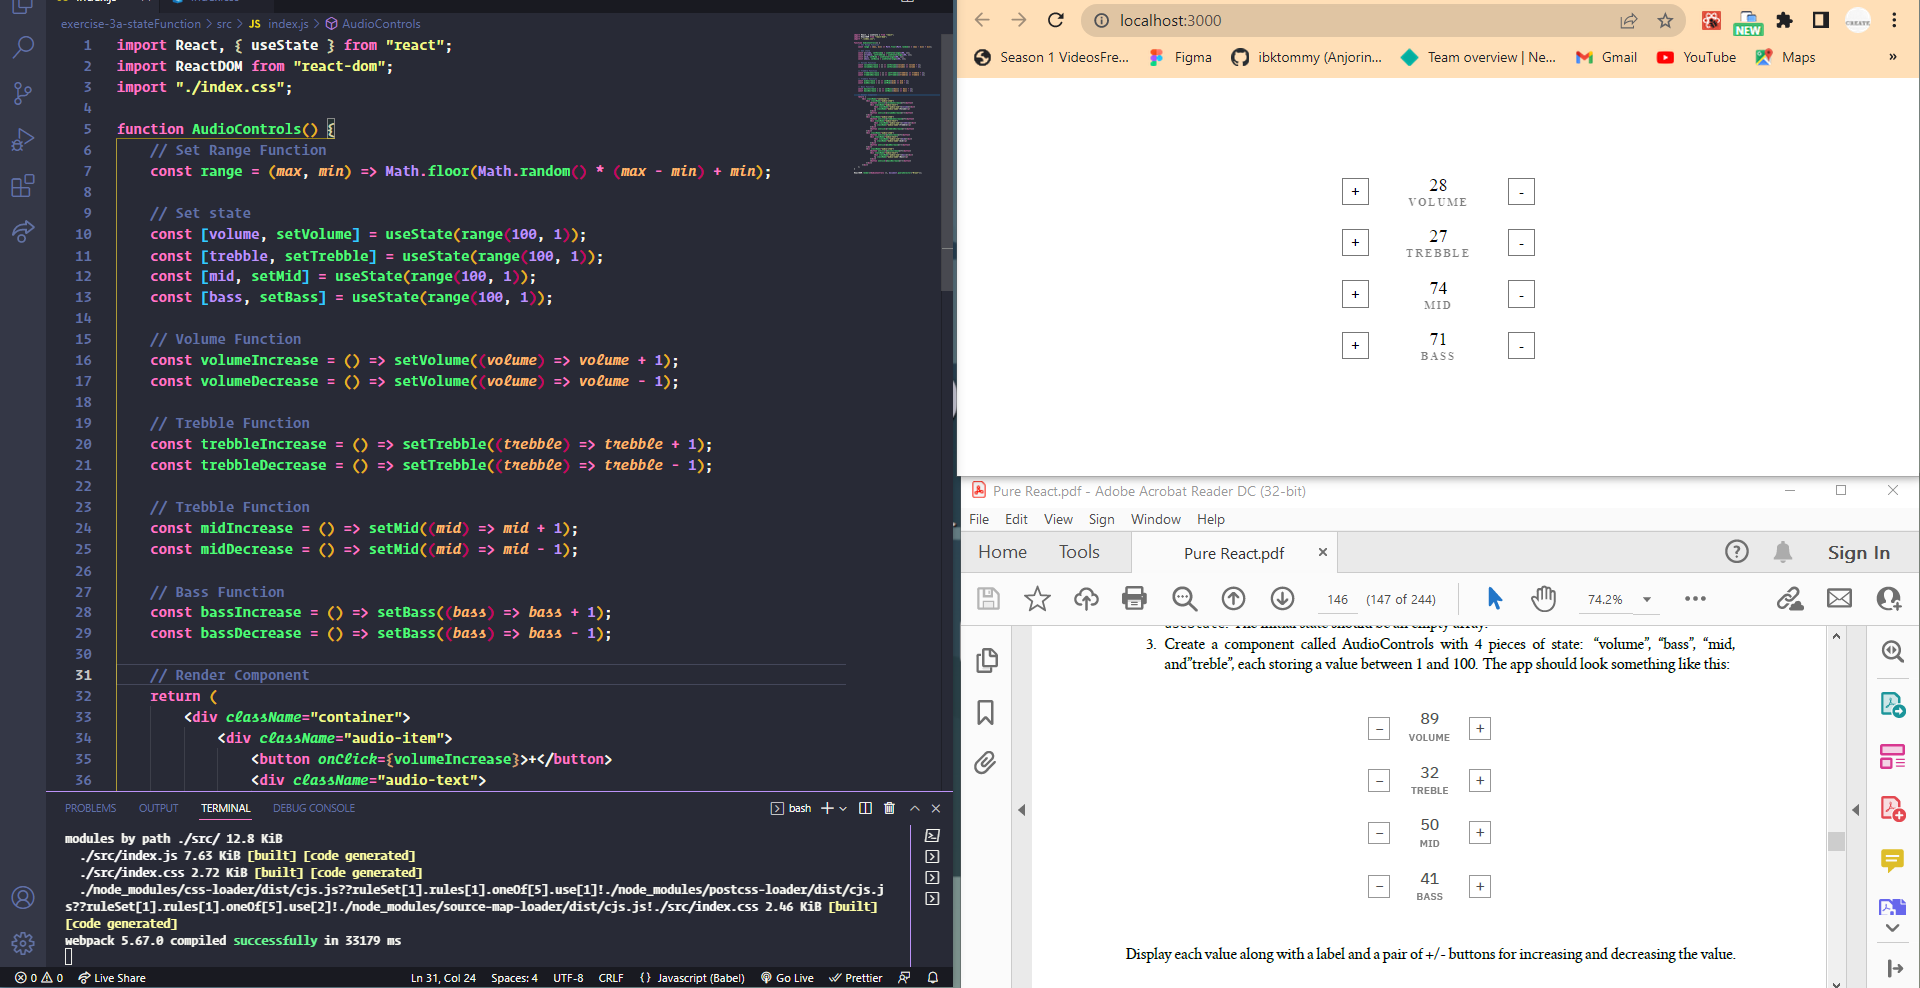 exercise-3a-stateFunction > src > JS index.js > AudioControls
1 import React, { useState } from "react";
2 import ReactDOM from "react-dom";
3 import "./index.css";
4
5 function AudioControls() {
6 // Set Range Function
7 const range = (max, min) => Math.floor(Math.random() * (max - min) + min);
8
9 // Set state
10 const [volume, setVolume] = useState(range(100, 1));
11 const [trebble, setTrebble] = useState(range(100, 1));
12 const [mid, setMid] = useState(range(100, 1));
13 const [bass, setBass] = useState(range(100, 1));
14
15 // Volume Function
16 const volumeIncrease = () => setVolume((volume) => volume + 1);
17 const volumeDecrease = () => setVolume((volume) => volume - 1);
18
19 // Trebble Function
20 const trebbleIncrease = () => setTrebble((trebble) => trebble + 1);
21 const trebbleDecrease = () => setTrebble((trebble) => trebble - 1);
22
23 // Trebble Function
24 const midIncrease = () => setMid((mid) => mid + 1);
25 const midDecrease = () => setMid((mid) => mid - 1);
26
27 // Bass Function
28 const bassIncrease = () => setBass((bass) => bass + 1);
29 const bassDecrease = () => setBass((bass) => bass - 1);
30
31 // Render Component
32 return (
33 <div className="container">
34 <div className="audio-item">
35 <button onClick={volumeIncrease}>+</button>
36 <div className="audio-text">
PROBLEMS OUTPUT TERMINAL DEBUG CONSOLE bash
modules by path ./src/ 12.8 KiB
./src/index.js 7.63 KiB [built] [code generated]
./src/index.css 2.72 KiB [built] [code generated]
./node_modules/css-loader/dist/cjs.js??ruleSet[1].rules[1].oneOf[5].use[1]!./node_modules/postcss-loader/dist/cjs.j
s??ruleSet[1].rules[1].oneOf[5].use[2]!./node_modules/source-map-loader/dist/cjs.js!./src/index.css 2.46 KiB [built]
[code generated]
webpack 5.67.0 compiled successfully in 33179 ms
0 0 Live Share Ln 31, Col 24 Spaces: 4 UTF-8 CRLF {} Javascript (Babel) Go Live Prettier
localhost:3000 NEW
Season 1 VideosFre... Figma ibktommy (Anjorin... Team overview | Ne... Gmail YouTube Maps »
+ 28 -
VOLUME
+ 27 -
TREBBLE
+ 74 -
MID
+ 71 -
BASS
Pure React.pdf - Adobe Acrobat Reader DC (32-bit)
File Edit View Sign Window Help
Home Tools Pure React.pdf × Sign In
146 (147 of 244) 74.2%
useState. The initial state should be an empty array.
3. Create a component called AudioControls with 4 pieces of state: “volume”, “bass”, “mid,
and”treble”, each storing a value between 1 and 100. The app should look something like this:
− 89 +
VOLUME
− 32 +
TREBLE
− 50 +
MID
− 41 +
BASS
Display each value along with a label and a pair of +/- buttons for increasing and decreasing the value.